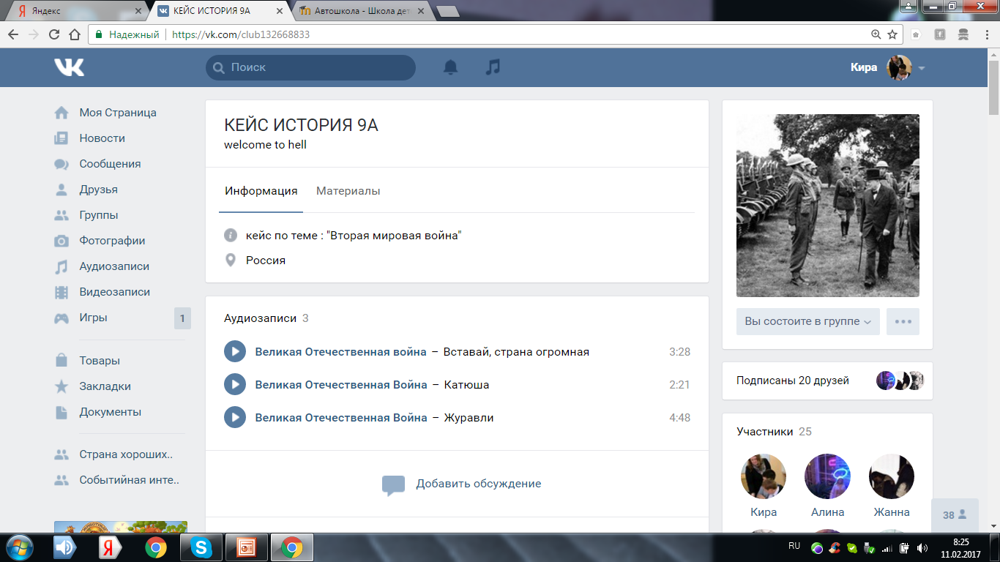 Яндекс
КЕЙС ИСТОРИЯ 9А
Автошкола - Школа дет
Надежный
https://vk.com/club132668833
Поиск
Кира
Моя Страница
Новости
Сообщения
Друзья
Группы
Фотографии
Аудиозаписи
Видеозаписи
Игры 1
Товары
Закладки
Документы
Страна хороших..
Событийная инте..
КЕЙС ИСТОРИЯ 9А
welcome to hell
Информация Материалы
кейс по теме : "Вторая мировая война"
Россия
Аудиозаписи 3
Великая Отечественная война – Вставай, страна огромная 3:28
Великая Отечественная Война – Катюша 2:21
Великая Отечественная Война – Журавли 4:48
Добавить обсуждение
Вы состоите в группе
Подписаны 20 друзей
Участники 25
Кира Алина Жанна
38
RU
8:25
11.02.2017